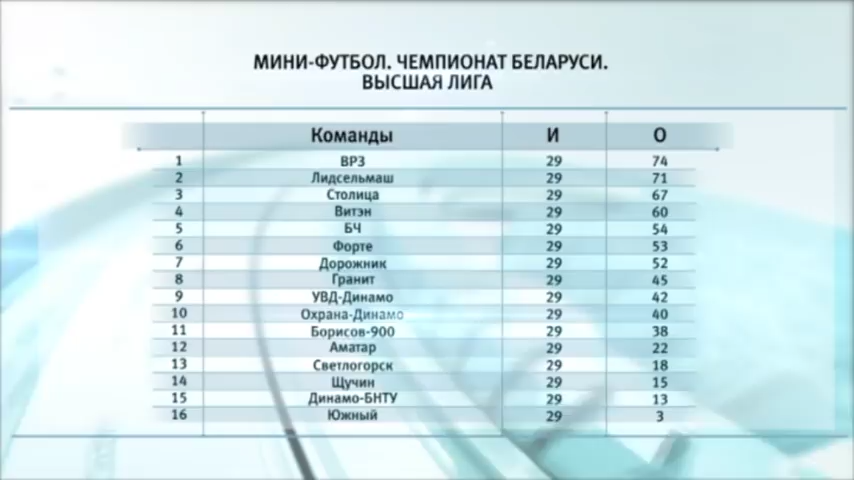 МИНИ-ФУТБОЛ. ЧЕМПИОНАТ БЕЛАРУСИ.
ВЫСШАЯ ЛИГА
Команды И О
1 ВРЗ 29 74
2 Лидсельмаш 29 71
3 Столица 29 67
4 Витэн 29 60
5 БЧ 29 54
6 Форте 29 53
7 Дорожник 29 52
8 Гранит 29 45
9 УВД-Динамо 29 42
10 Охрана-Динамо 29 40
11 Борисов-900 29 38
12 Аматар 29 22
13 Светлогорск 29 18
14 Щучин 29 15
15 Динамо-БНТУ 29 13
16 Южный 29 3